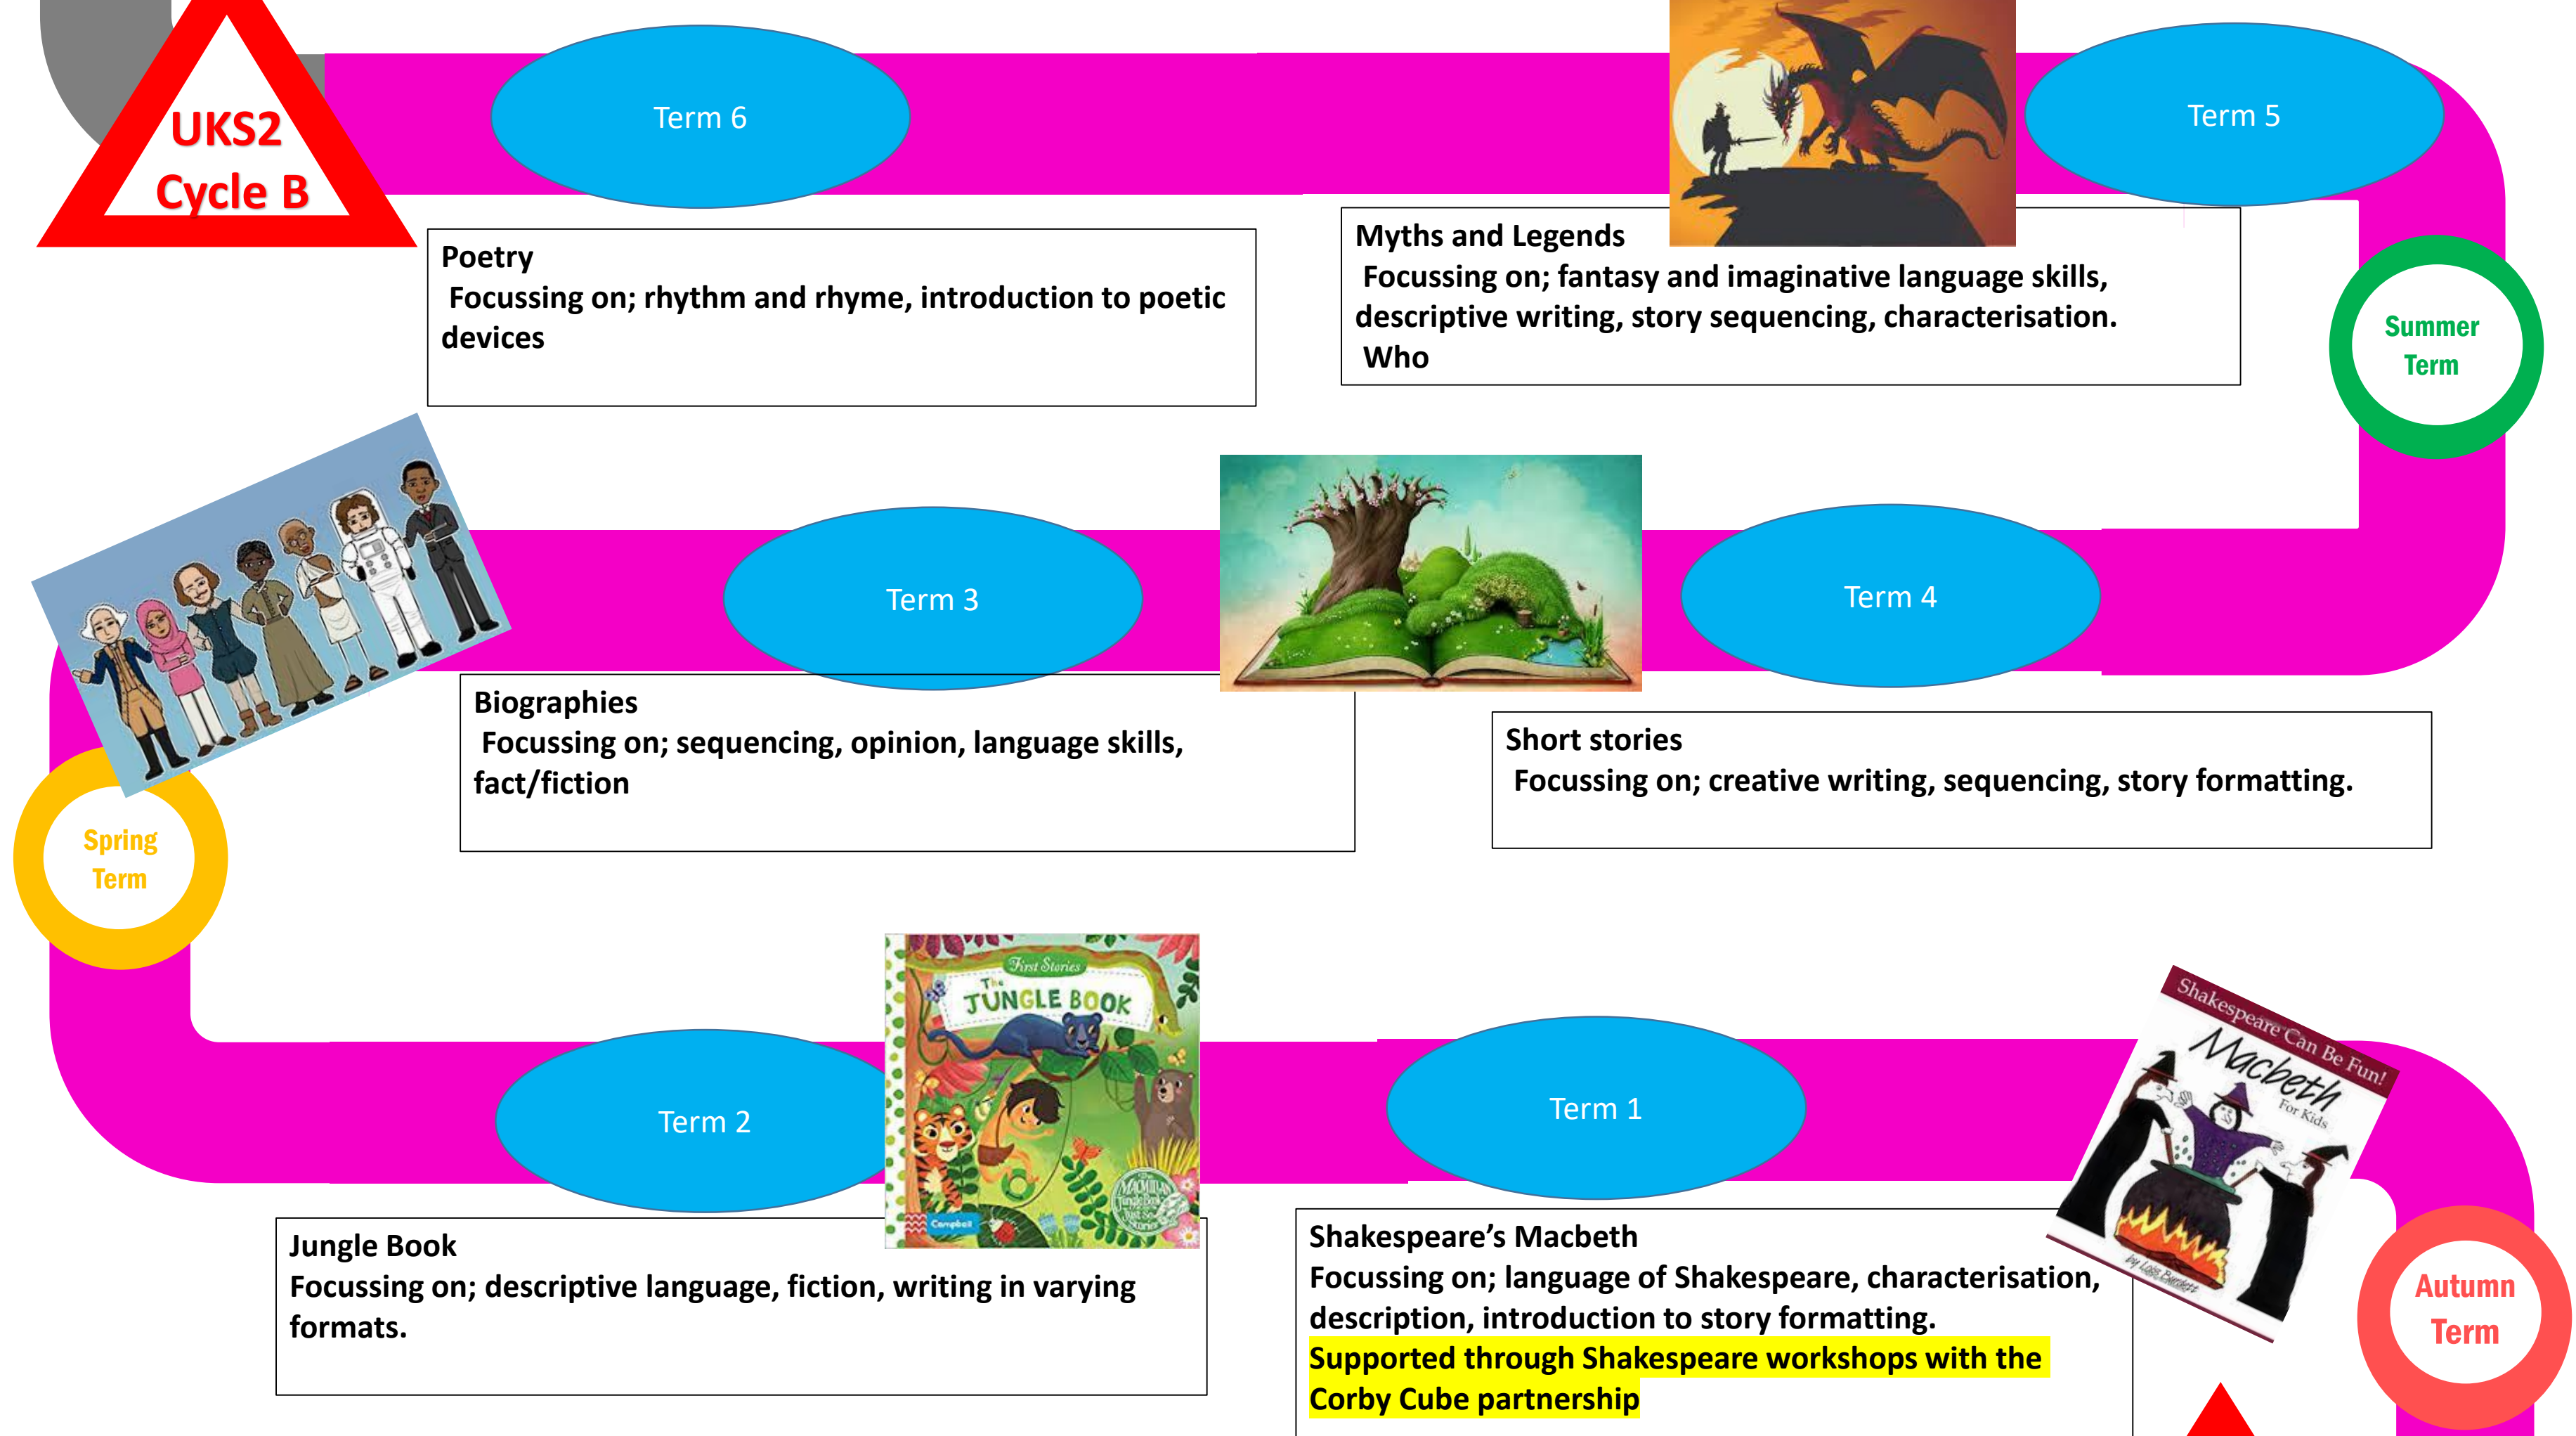 UKS2
Cycle B
Term 6
Term 5
Poetry
Focussing on; rhythm and rhyme, introduction to poetic
devices
Myths and Legends
Focussing on; fantasy and imaginative language skills,
descriptive writing, story sequencing, characterisation.
Who
Summer
Term
Term 3
Term 4
Biographies
Focussing on; sequencing, opinion, language skills,
fact/fiction
Short stories
Focussing on; creative writing, sequencing, story formatting.
Spring
Term
First Stories
The
JUNGLE BOOK
Campbell
Term 2
Term 1
Shakespeare Can Be Fun!
Macbeth
For Kids
by Lois Burdett
Jungle Book
Focussing on; descriptive language, fiction, writing in varying
formats.
Shakespeare’s Macbeth
Focussing on; language of Shakespeare, characterisation,
description, introduction to story formatting.
Supported through Shakespeare workshops with the
Corby Cube partnership
Autumn
Term